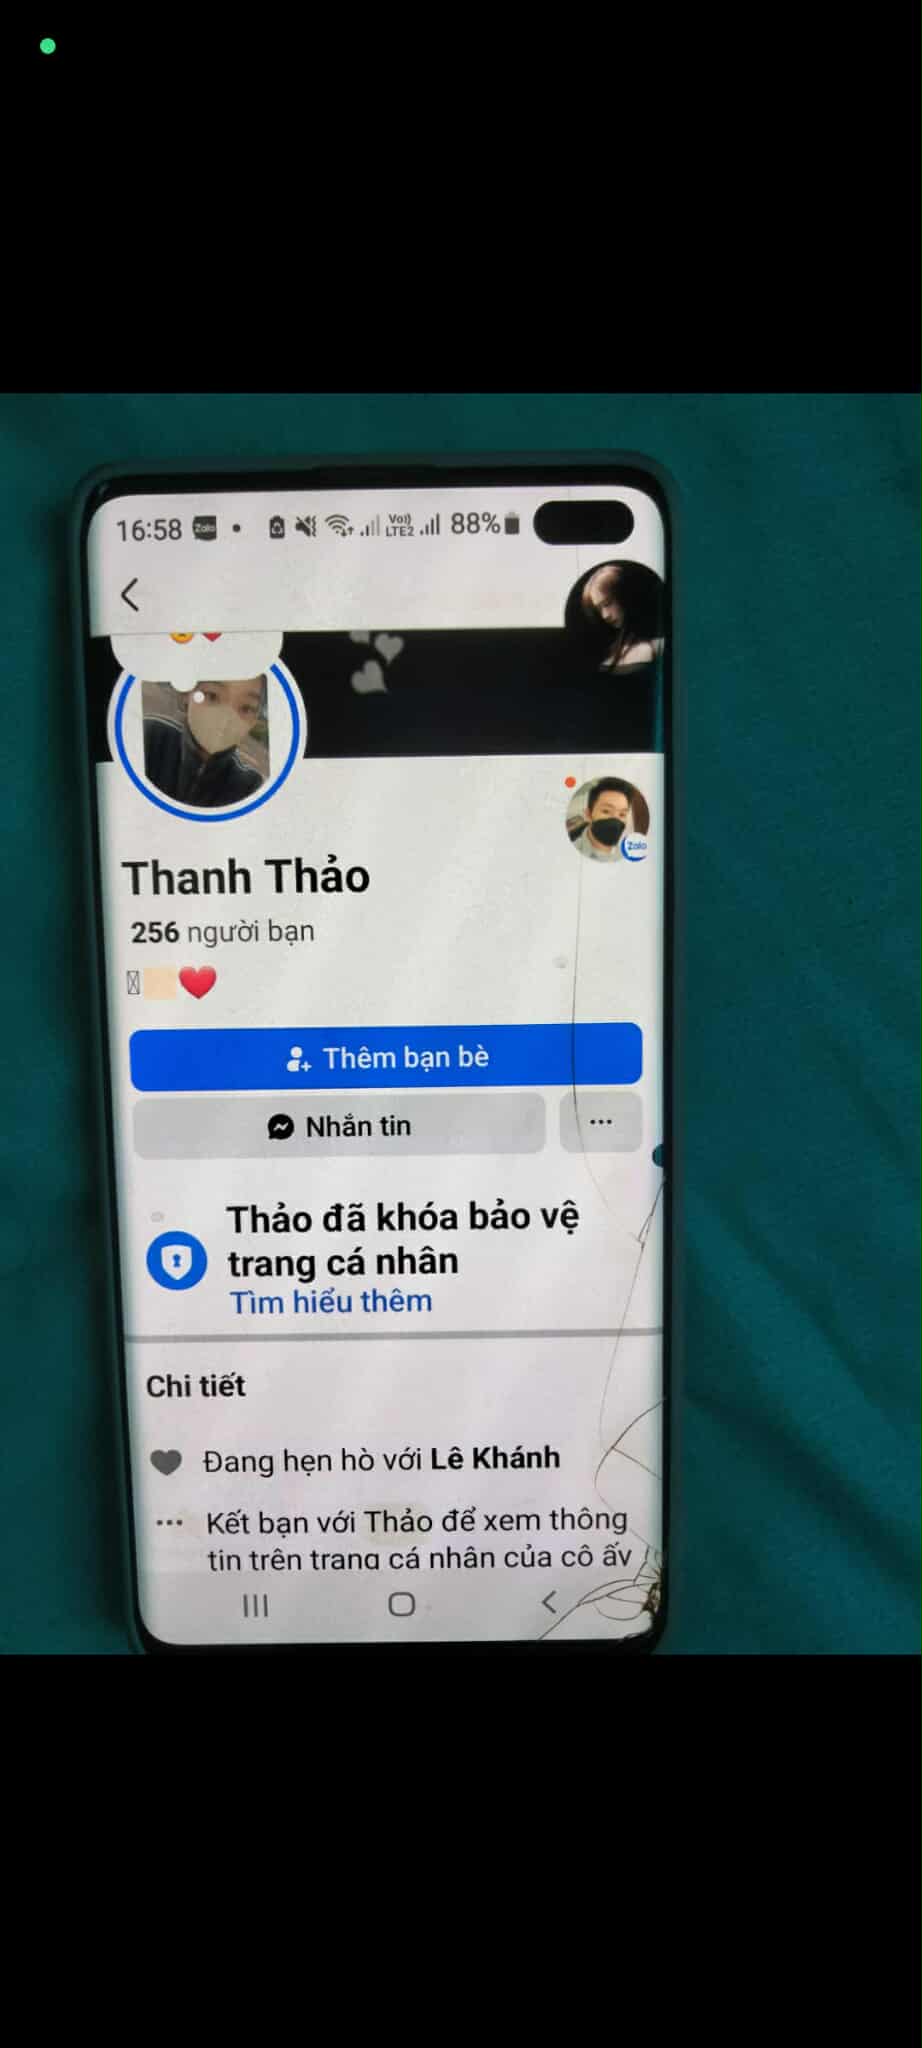 16:58 Zalo Vo)) LTE2 88%
Thanh Thảo
Zalo
256 người bạn
Thêm bạn bè
Nhắn tin
Thảo đã khóa bảo vệ
trang cá nhân
Tìm hiểu thêm
Chi tiết
Đang hẹn hò với Lê Khánh
Kết bạn với Thảo để xem thông
tin trên trang cá nhân của cô ấy